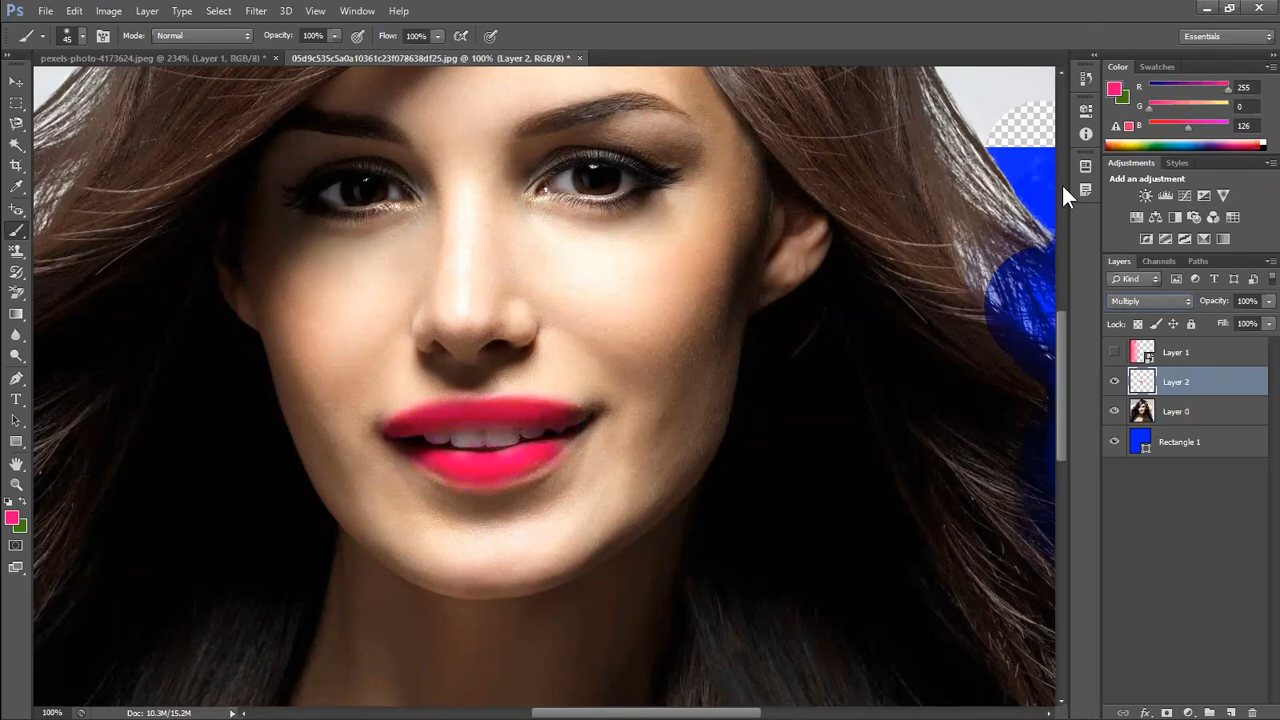 Ps File Edit Image Layer Type Select Filter 3D View Window Help
45 Mode: Normal Opacity: 100% Flow: 100% Essentials
pexels-photo-4173624.jpeg @ 234% (Layer 1, RGB/8) * × 05d9c535c5a0a10361c23f078638df25.jpg @ 100% (Layer 2, RGB/8) * ×
Color Swatches
R 255
G 0
B 126
Adjustments Styles
Add an adjustment
Layers Channels Paths
Kind
Multiply Opacity: 100%
Lock: Fill: 100%
Layer 1
Layer 2
Layer 0
Rectangle 1
100% Doc: 10.3M/15.2M